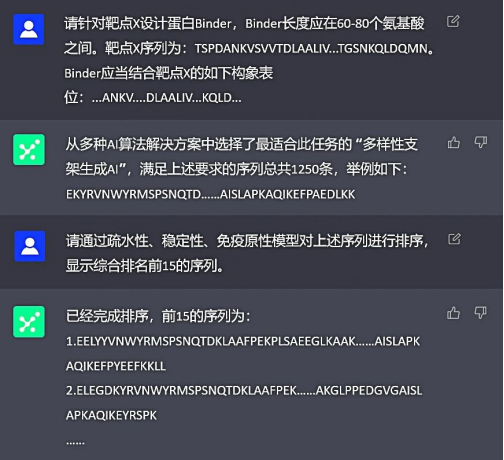 请针对靶点X设计蛋白Binder，Binder长度应在60-80个氨基酸
之间。靶点X序列为：TSPDANKVSVVTDLAALIV...TGSNKQLDQMN。
Binder应当结合靶点X的如下构象表
位：...ANKV....DLAALIV...KQLD...
从多种AI算法解决方案中选择了最适合此任务的 “多样性支
架生成AI”，满足上述要求的序列总共1250条，举例如下：
EKYRVNWYRMSPSNQTD……AISLAPKAQIKEFPAEDLKK
请通过疏水性、稳定性、免疫原性模型对上述序列进行排序，
显示综合排名前15的序列。
已经完成排序，前15的序列为：
1.EELYYVNWYRMSPSNQTDKLAAFPEKPLSAEEGLKAAK……AISLAPK
AQIKEFPYEEFKKLL
2.ELEGDKYRVNWYRMSPSNQTDKLAAFPEK……AKGLPPEDGVGAISL
APKAQIKEYRSPK
……